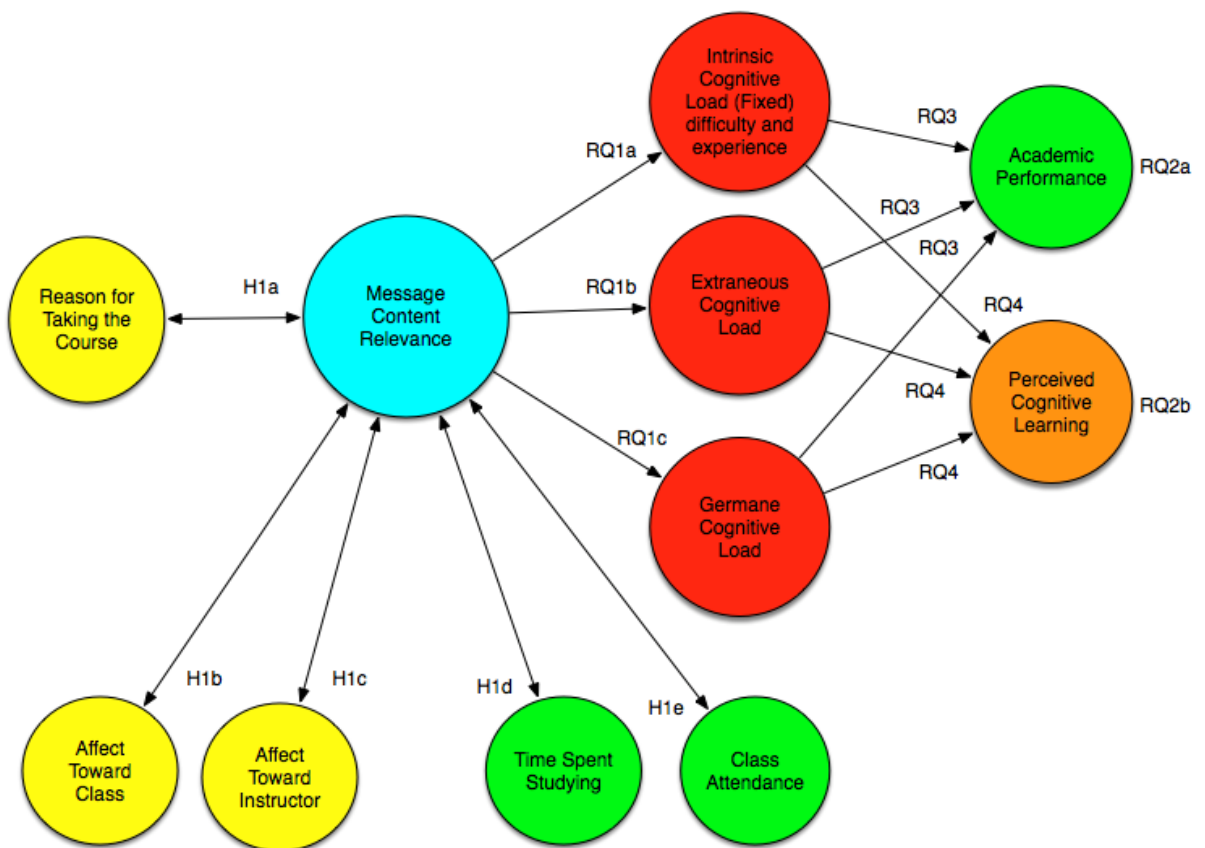 Intrinsic
Cognitive
Load (Fixed)
difficulty and
experience
RQ3
Academic
Performance
RQ2a
RQ1a
RQ3
RQ3
Reason for
Taking the
Course
H1a
Message
Content
Relevance
RQ1b
Extraneous
Cognitive
Load
RQ4
RQ4
Perceived
Cognitive
Learning
RQ2b
RQ1c
RQ4
Germane
Cognitive
Load
H1b
H1c
H1d
H1e
Affect
Toward
Class
Affect
Toward
Instructor
Time Spent
Studying
Class
Attendance